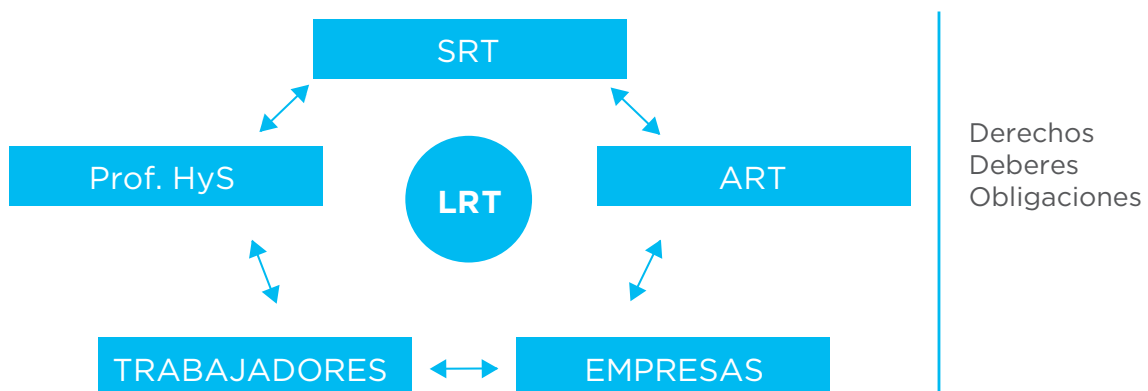 SRT
Prof. HyS
LRT
ART
TRABAJADORES
EMPRESAS
Derechos
Deberes
Obligaciones